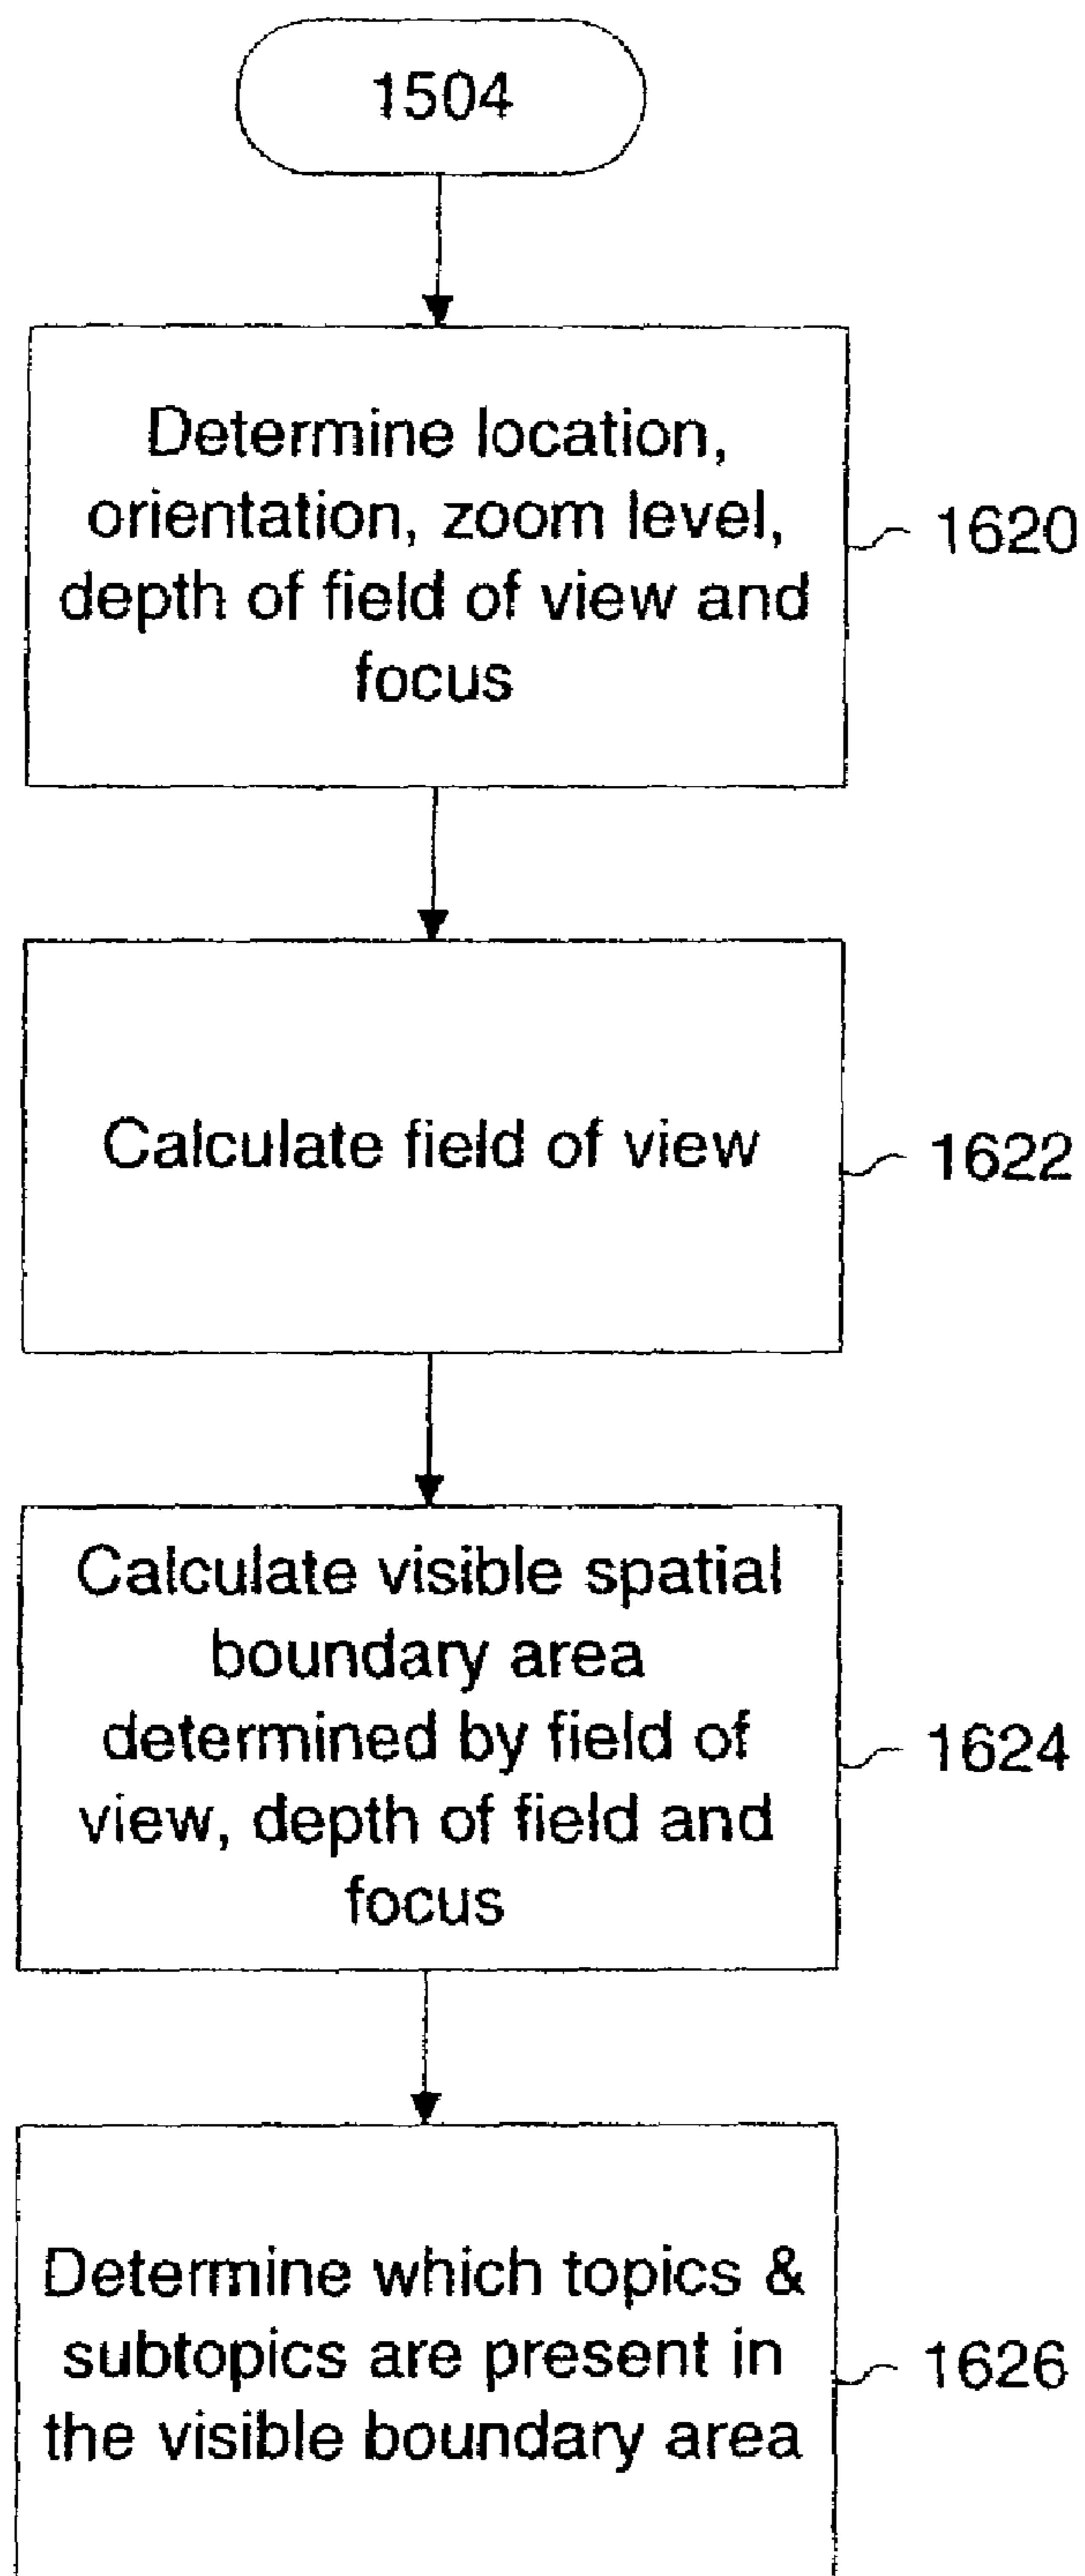 1504
Determine location,
orientation, zoom level,
depth of field of view and
focus
1620
Calculate field of view
1622
Calculate visible spatial
boundary area
determined by field of
view, depth of field and
focus
1624
Determine which topics &
subtopics are present in
the visible boundary area
1626